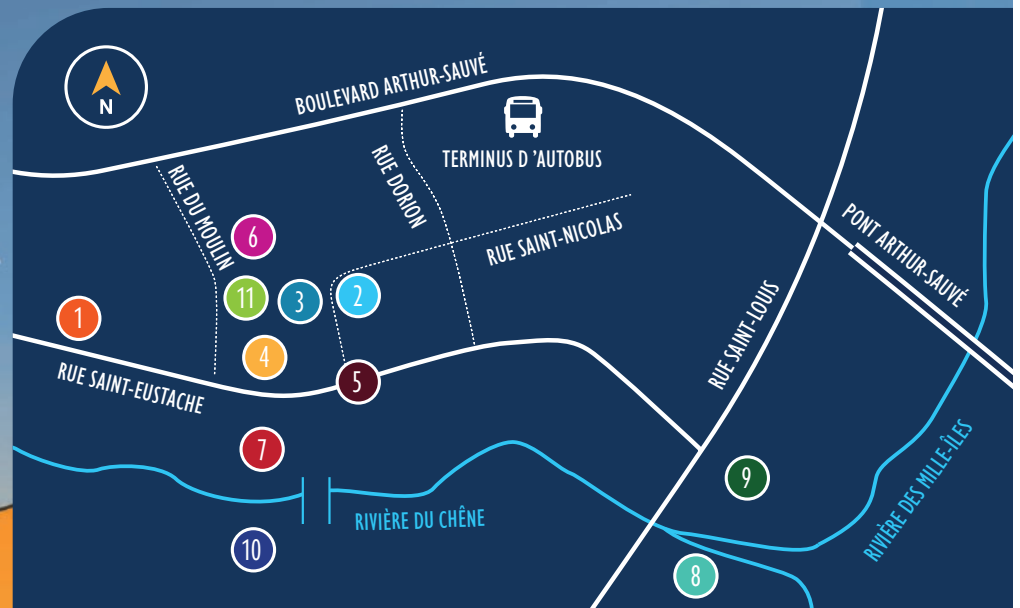 N
BOULEVARD ARTHUR-SAUVÉ
TERMINUS D 'AUTOBUS
RUE DU MOULIN
RUE DORION
RUE SAINT-NICOLAS
PONT ARTHUR-SAUVÉ
6
11
3
2
1
4
5
RUE SAINT-EUSTACHE
RUE SAINT-LOUIS
7
9
RIVIÈRE DU CHÊNE
RIVIÈRE DES MILLE-ÎLES
10
8